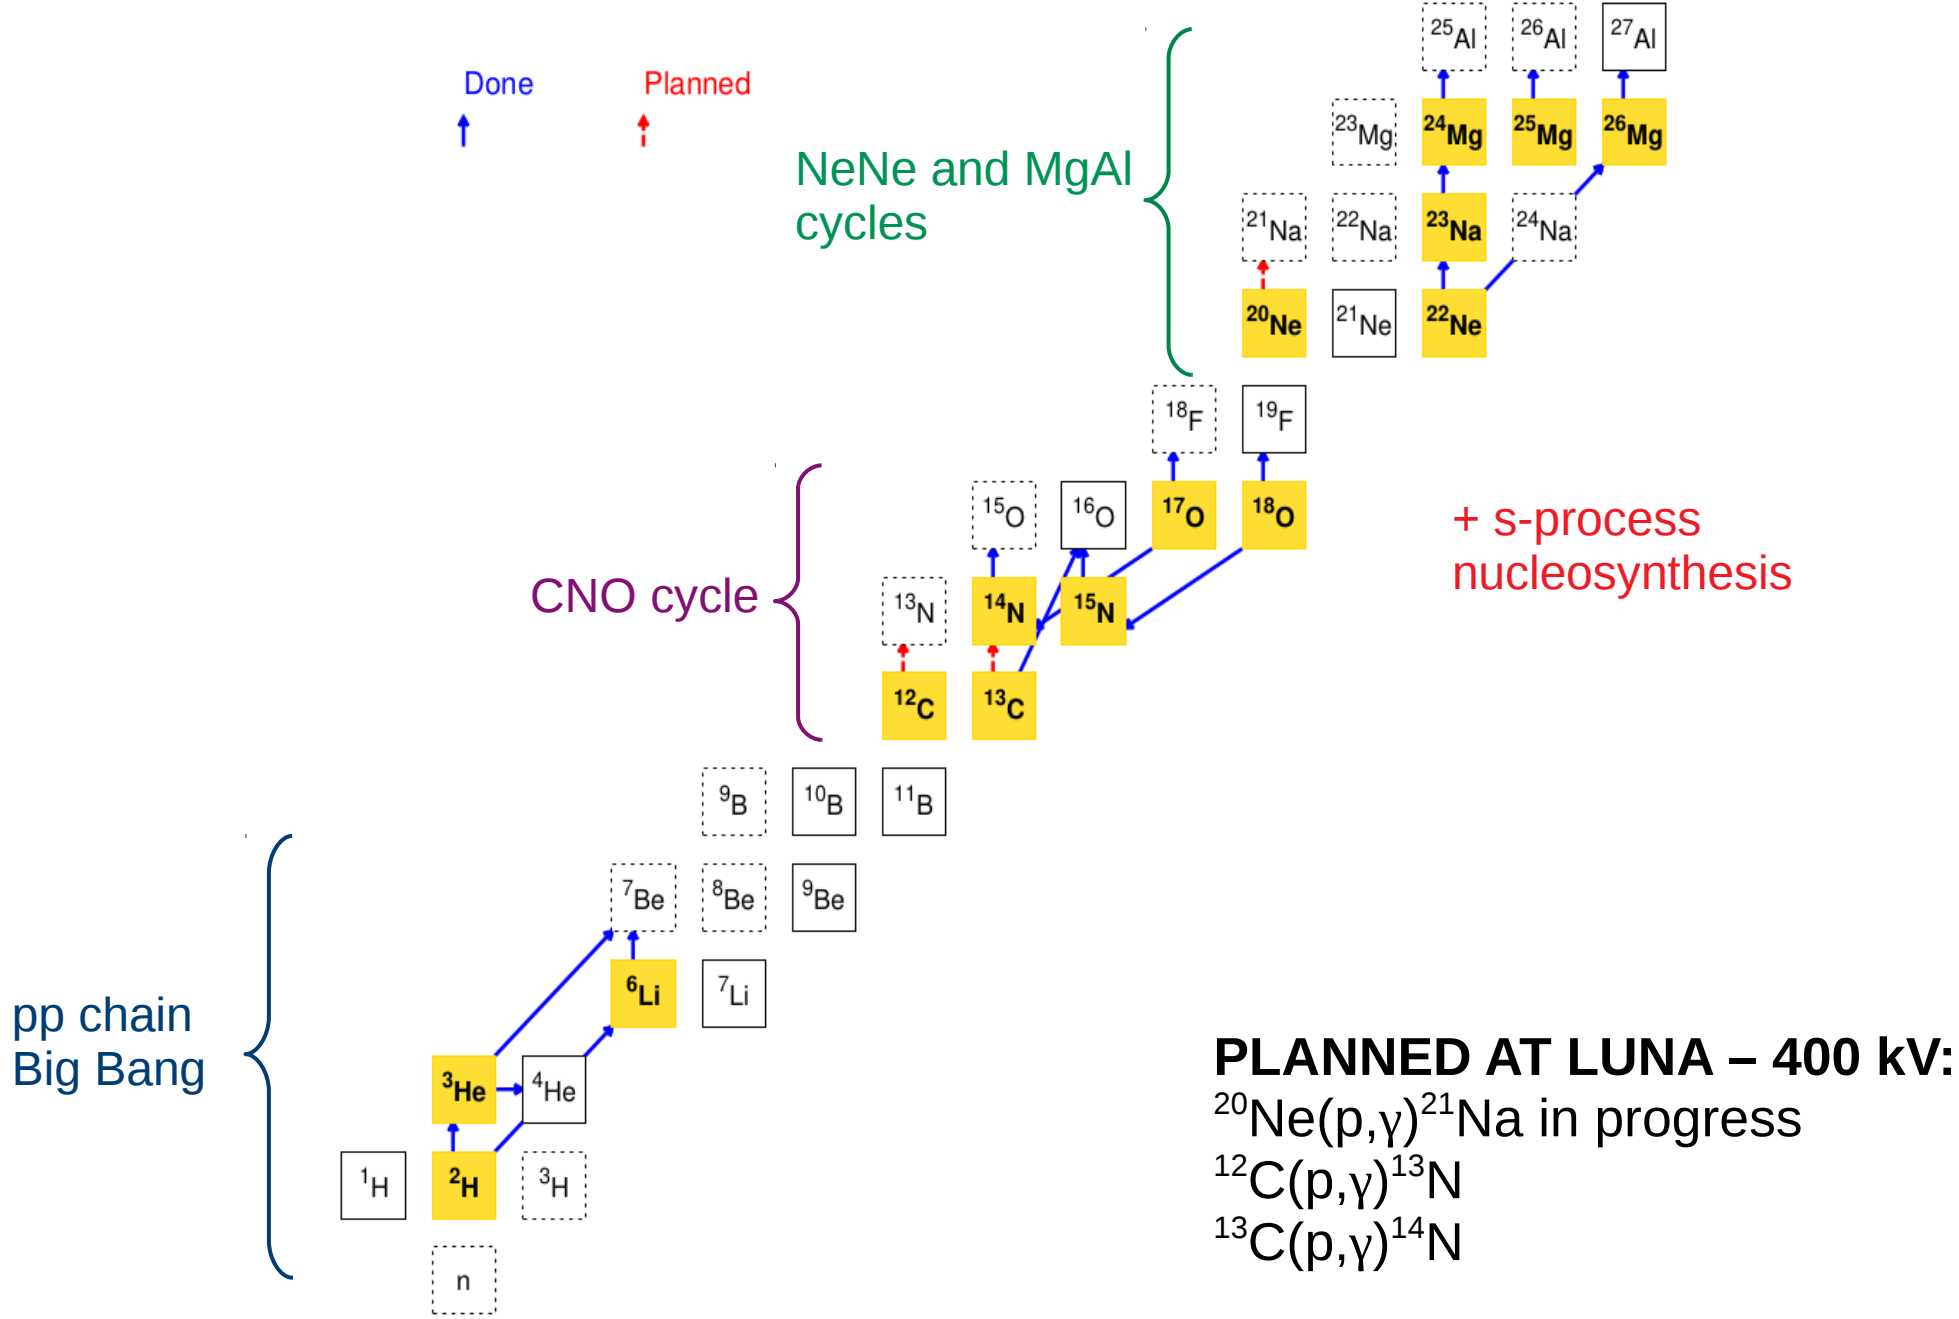 ²⁵Al ²⁶Al ²⁷Al
Done Planned
²³Mg ²⁴Mg ²⁵Mg ²⁶Mg
NeNe and MgAl
cycles
²¹Na ²²Na ²³Na ²⁴Na
²⁰Ne ²¹Ne ²²Ne
¹⁸F ¹⁹F
¹⁵O ¹⁶O ¹⁷O ¹⁸O
+ s-process
nucleosynthesis
CNO cycle
¹³N ¹⁴N ¹⁵N
¹²C ¹³C
⁹B ¹⁰B ¹¹B
⁷Be ⁸Be ⁹Be
⁶Li ⁷Li
pp chain
Big Bang
³He ⁴He
¹H ²H ³H
n
PLANNED AT LUNA – 400 kV:
²⁰Ne(p,γ)²¹Na in progress
¹²C(p,γ)¹³N
¹³C(p,γ)¹⁴N